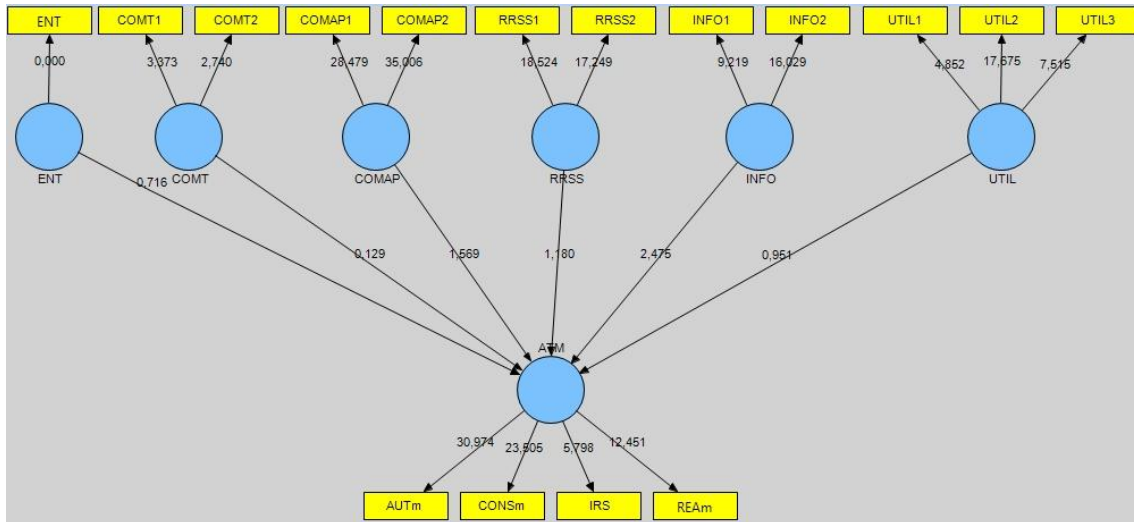 ENT COMT1 COMT2 COMAP1 COMAP2 RRSS1 RRSS2 INFO1 INFO2 UTIL1 UTIL2 UTIL3
0,000 3,373 2,740 28,479 35,006 18,524 17,249 9,219 16,029 4,852 17,675 7,515
ENT COMT COMAP RRSS INFO UTIL
0,716
0,129 1,569 1,180 2,475 0,951
ATM
30,974 23,505 5,798 12,451
AUTm CONSm IRS REAm